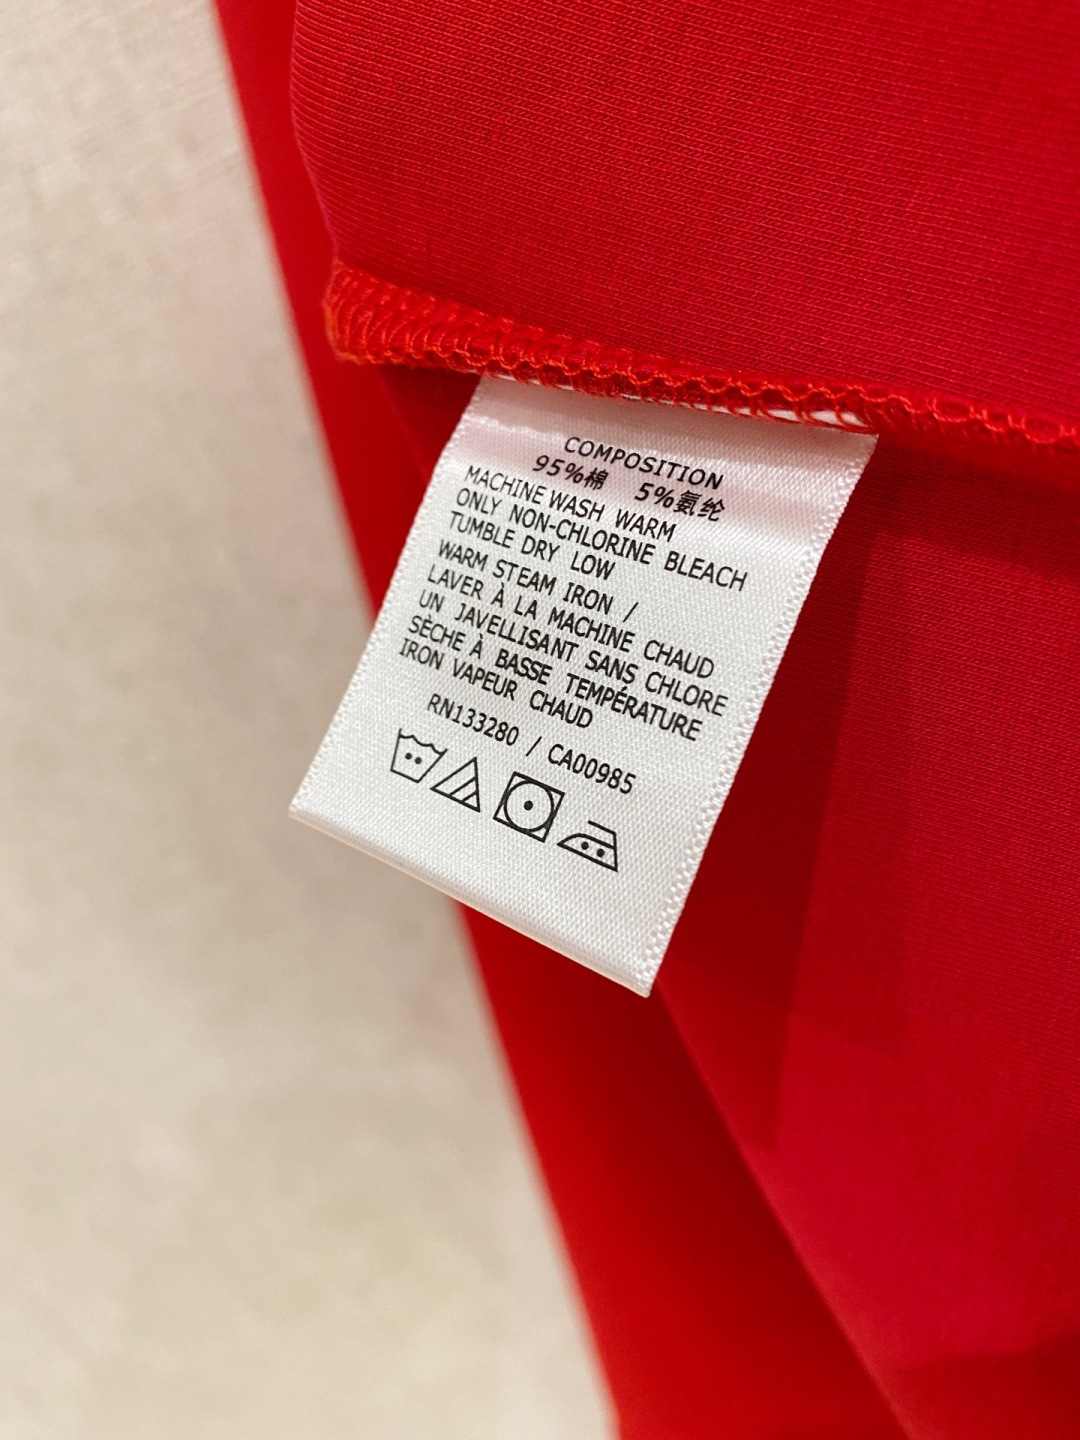 COMPOSITION
95%棉 5%氨纶
MACHINE WASH WARM
ONLY NON-CHLORINE BLEACH
TUMBLE DRY LOW
WARM STEAM IRON /
LAVER À LA MACHINE CHAUD
UN JAVELLISANT SANS CHLORE
SÈCHE À BASSE TEMPÉRATURE
IRON VAPEUR CHAUD
RN133280 / CA00985